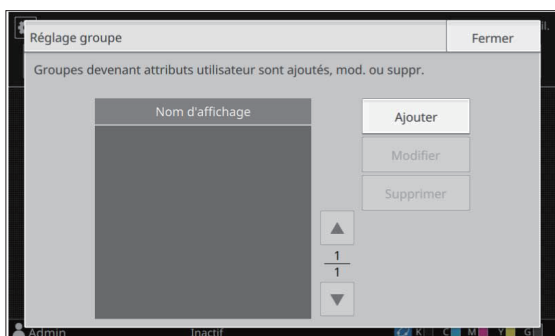 Réglage groupe
Fermer
Groupes devenant attributs utilisateur sont ajoutés, mod. ou suppr.
Nom d'affichage
Ajouter
Modifier
Supprimer
1
1
Admin
Inactif
K
C
M
Y
G